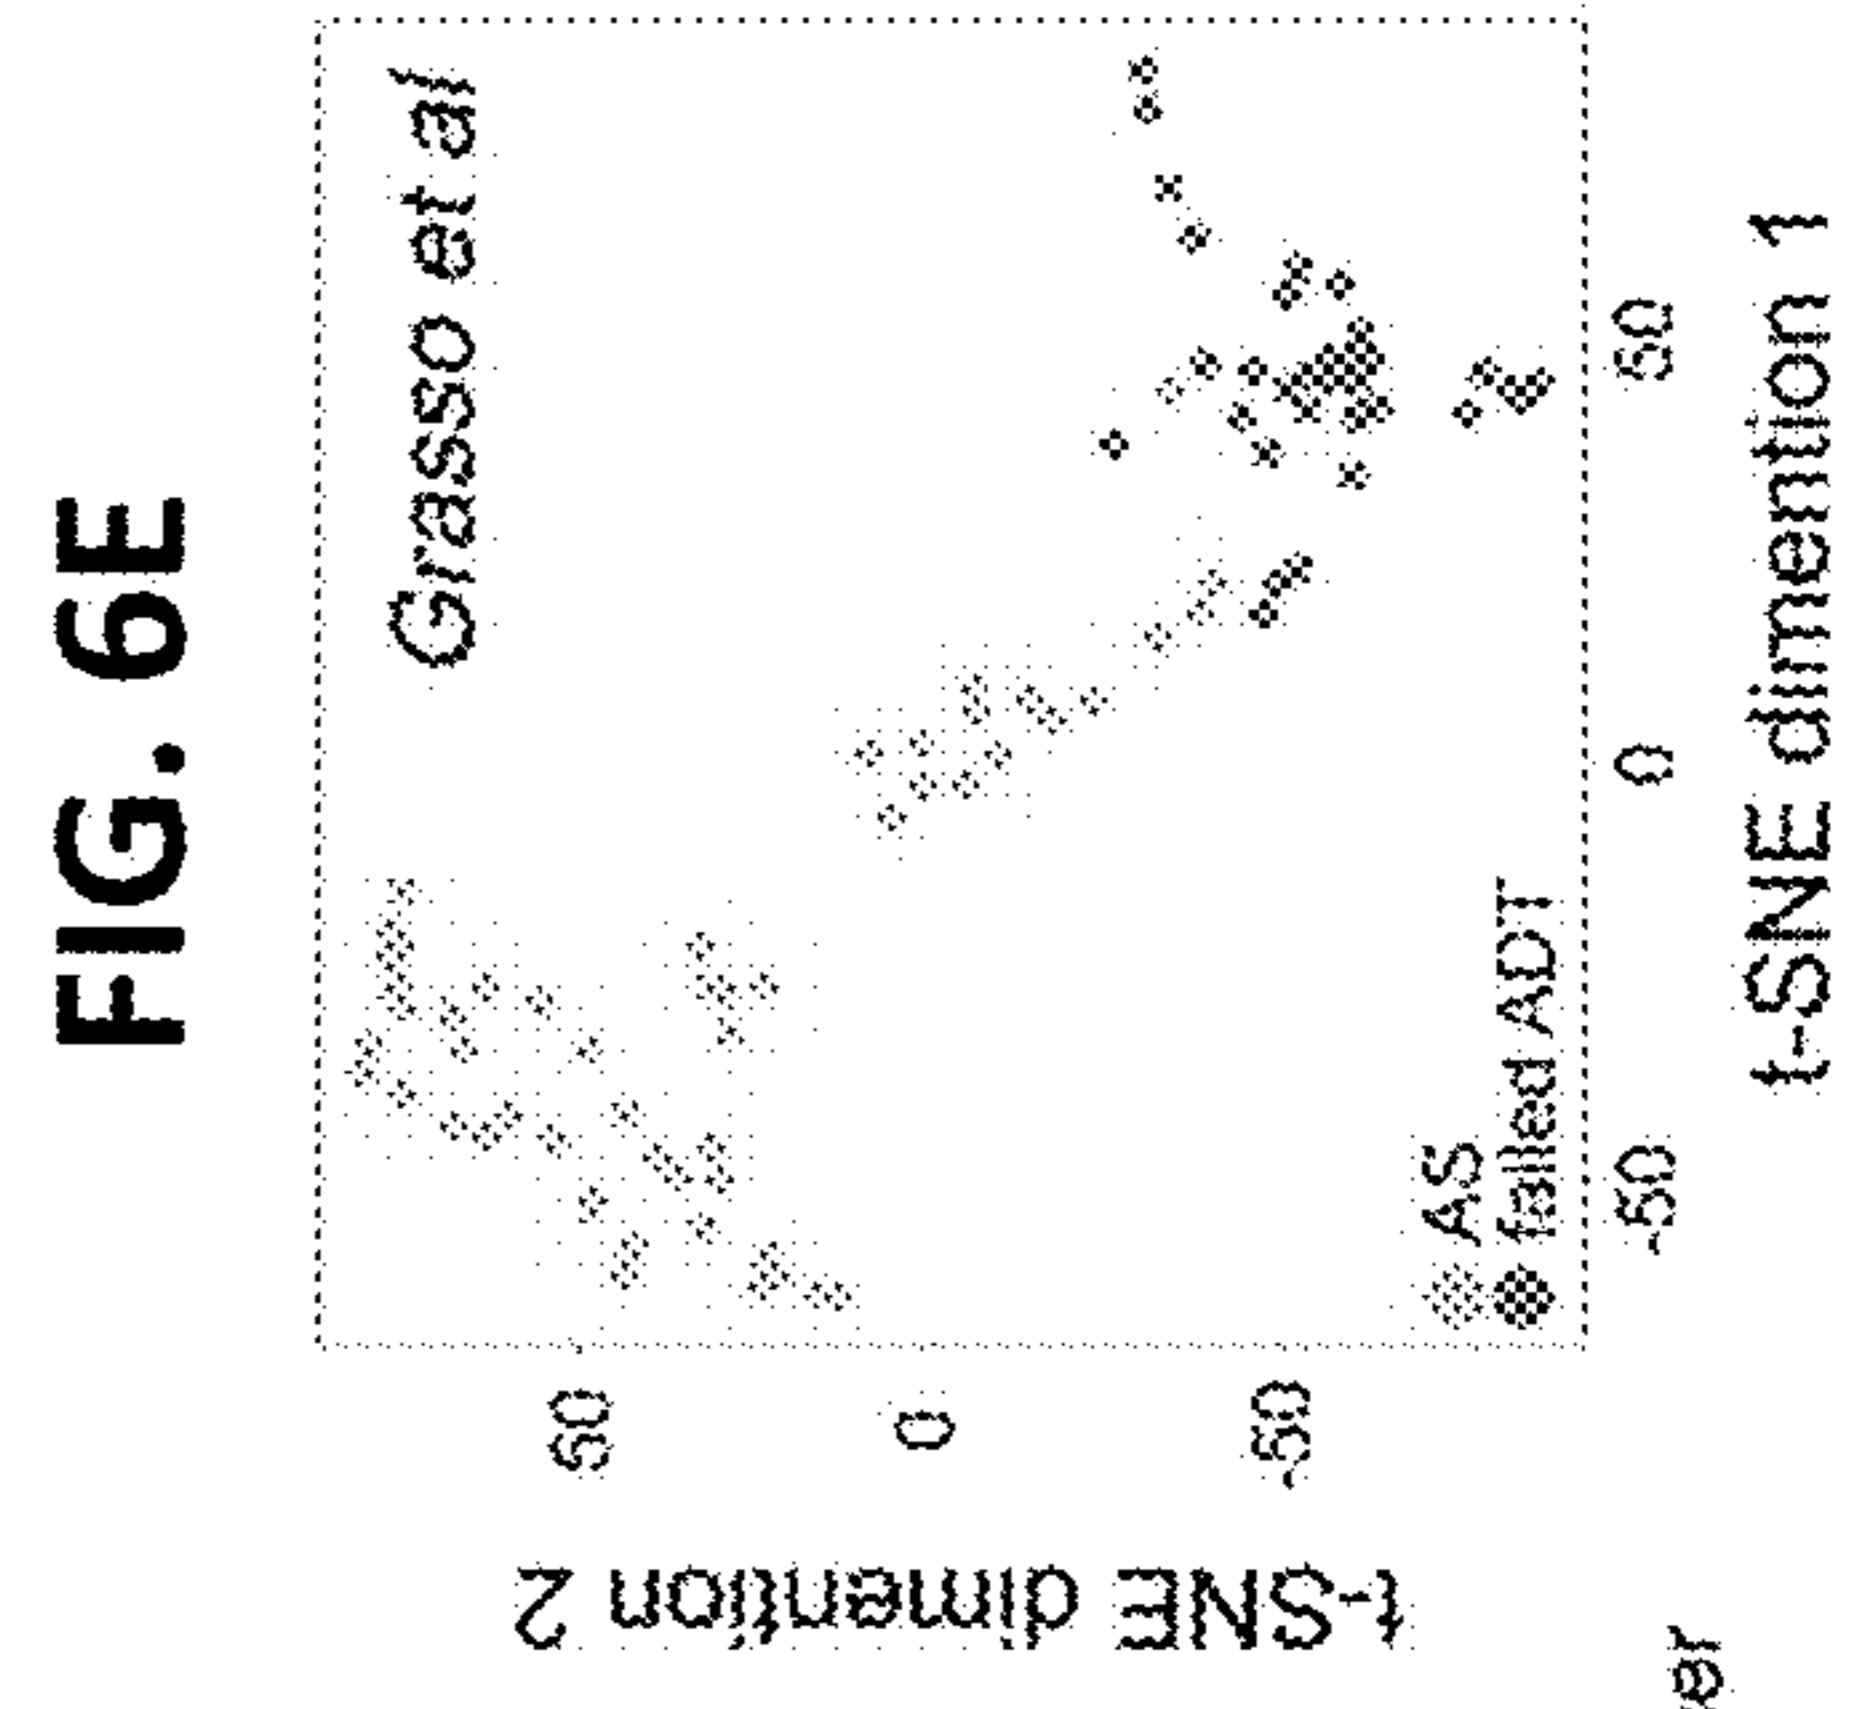 FIG. 6E
Grasso et al
50
0
-50
t-SNE dimention 2
AS
failed ADT
-50
0
50
t-SNE dimention 1
er